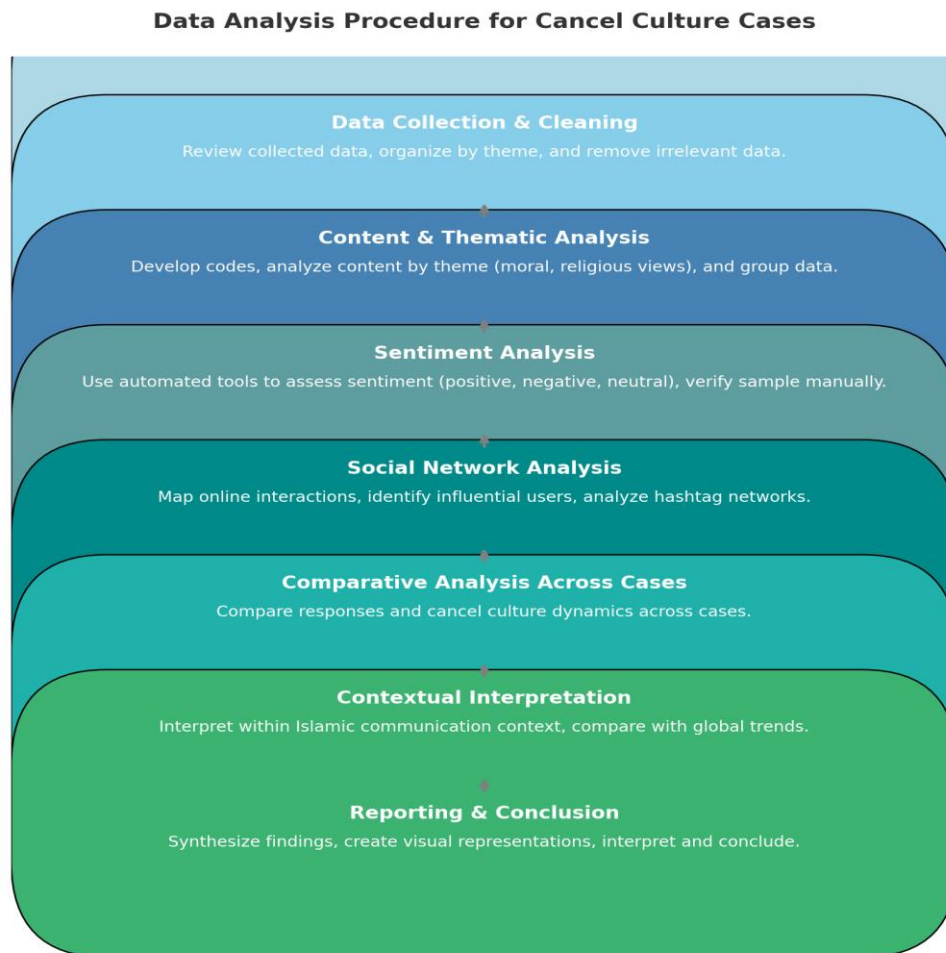 Data Analysis Procedure for Cancel Culture Cases
Data Collection & Cleaning
Review collected data, organize by theme, and remove irrelevant data.
Content & Thematic Analysis
Develop codes, analyze content by theme (moral, religious views), and group data.
Sentiment Analysis
Use automated tools to assess sentiment (positive, negative, neutral), verify sample manually.
Social Network Analysis
Map online interactions, identify influential users, analyze hashtag networks.
Comparative Analysis Across Cases
Compare responses and cancel culture dynamics across cases.
Contextual Interpretation
Interpret within Islamic communication context, compare with global trends.
Reporting & Conclusion
Synthesize findings, create visual representations, interpret and conclude.